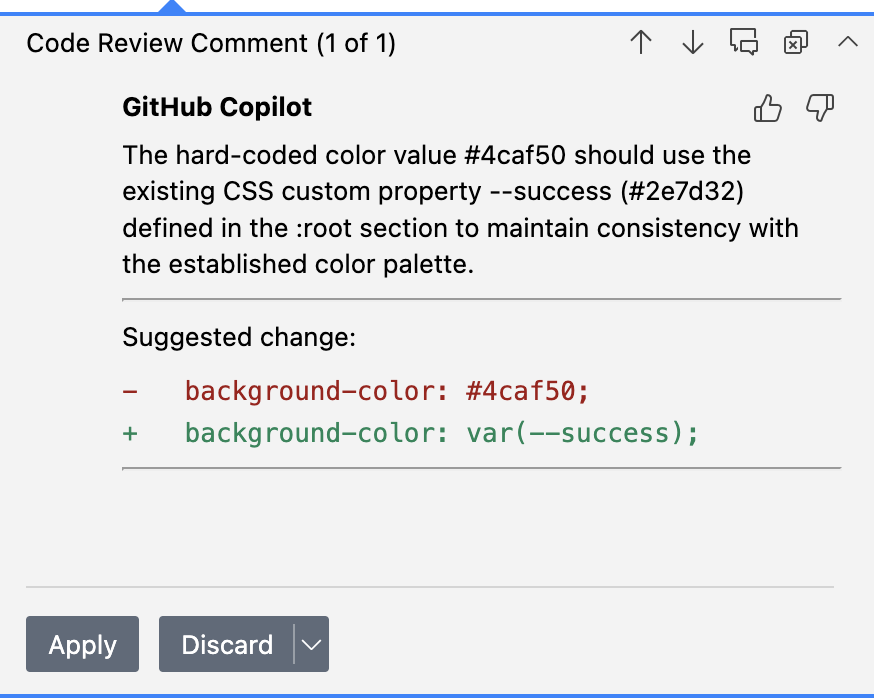 Code Review Comment (1 of 1)
GitHub Copilot
The hard-coded color value #4caf50 should use the
existing CSS custom property --success (#2e7d32)
defined in the :root section to maintain consistency with
the established color palette.
Suggested change:
-   background-color: #4caf50;
+   background-color: var(--success);
Apply
Discard